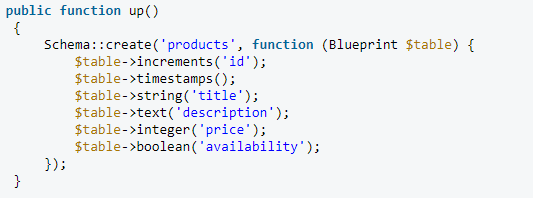 public function up()
{
Schema::create('products', function (Blueprint $table) {
$table->increments('id');
$table->timestamps();
$table->string('title');
$table->text('description');
$table->integer('price');
$table->boolean('availability');
});
}